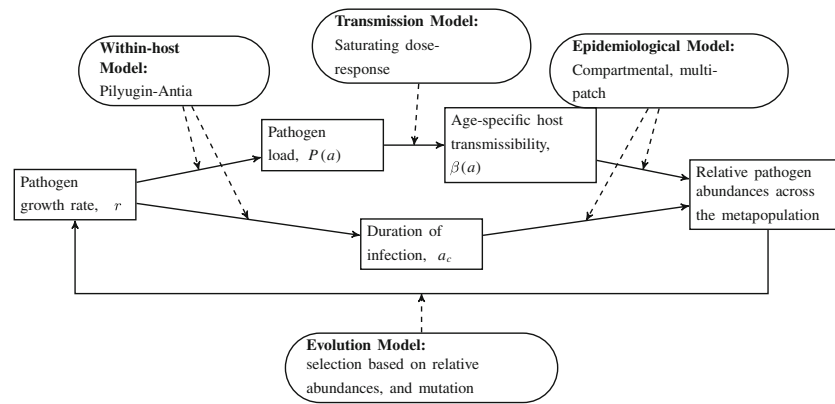 Transmission Model:
Saturating dose-
response
Within-host
Model:
Pilyugin-Antia
Epidemiological Model:
Compartmental, multi-
patch
Pathogen
load, P(a)
Age-specific host
transmissibility,
β(a)
Pathogen
growth rate, r
Relative pathogen
abundances across
the metapopulation
Duration of
infection, a_c
Evolution Model:
selection based on relative
abundances, and mutation